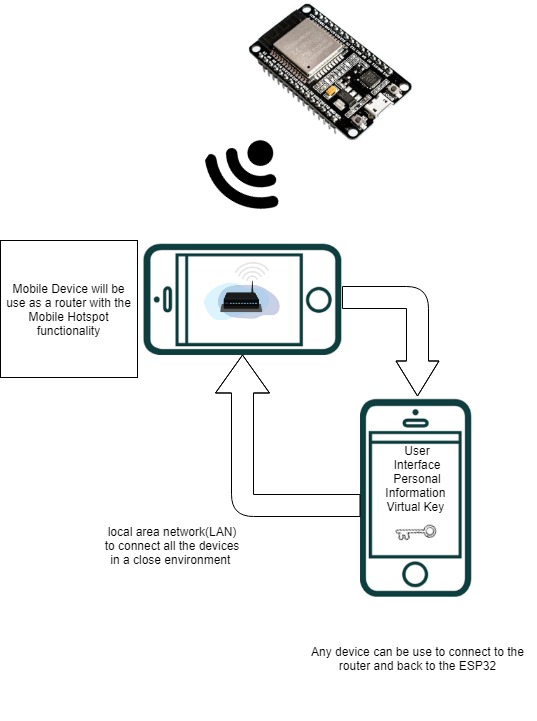 Mobile Device will be
use as a router with the
Mobile Hotspot
functionality
User
Interface
Personal
Information
Virtual Key
local area network(LAN)
to connect all the devices
in a close environment
Any device can be use to connect to the
router and back to the ESP32